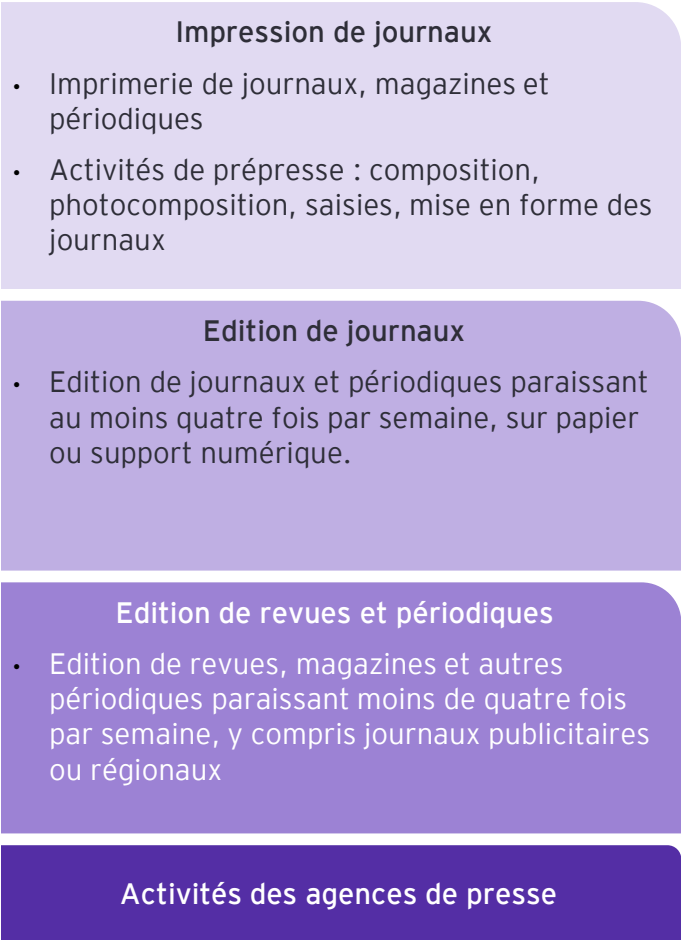 Impression de journaux
• Imprimerie de journaux, magazines et
périodiques
• Activités de prépresse : composition,
photocomposition, saisies, mise en forme des
journaux
Edition de journaux
• Edition de journaux et périodiques paraissant
au moins quatre fois par semaine, sur papier
ou support numérique.
Edition de revues et périodiques
• Edition de revues, magazines et autres
périodiques paraissant moins de quatre fois
par semaine, y compris journaux publicitaires
ou régionaux
Activités des agences de presse